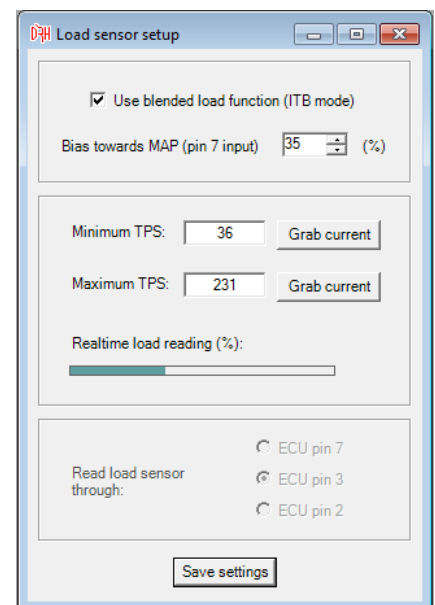 DRH Load sensor setup
Use blended load function (ITB mode)
Bias towards MAP (pin 7 input) 35 (%)
Minimum TPS: 36 Grab current
Maximum TPS: 231 Grab current
Realtime load reading (%):
ECU pin 7
Read load sensor through:
ECU pin 3
ECU pin 2
Save settings